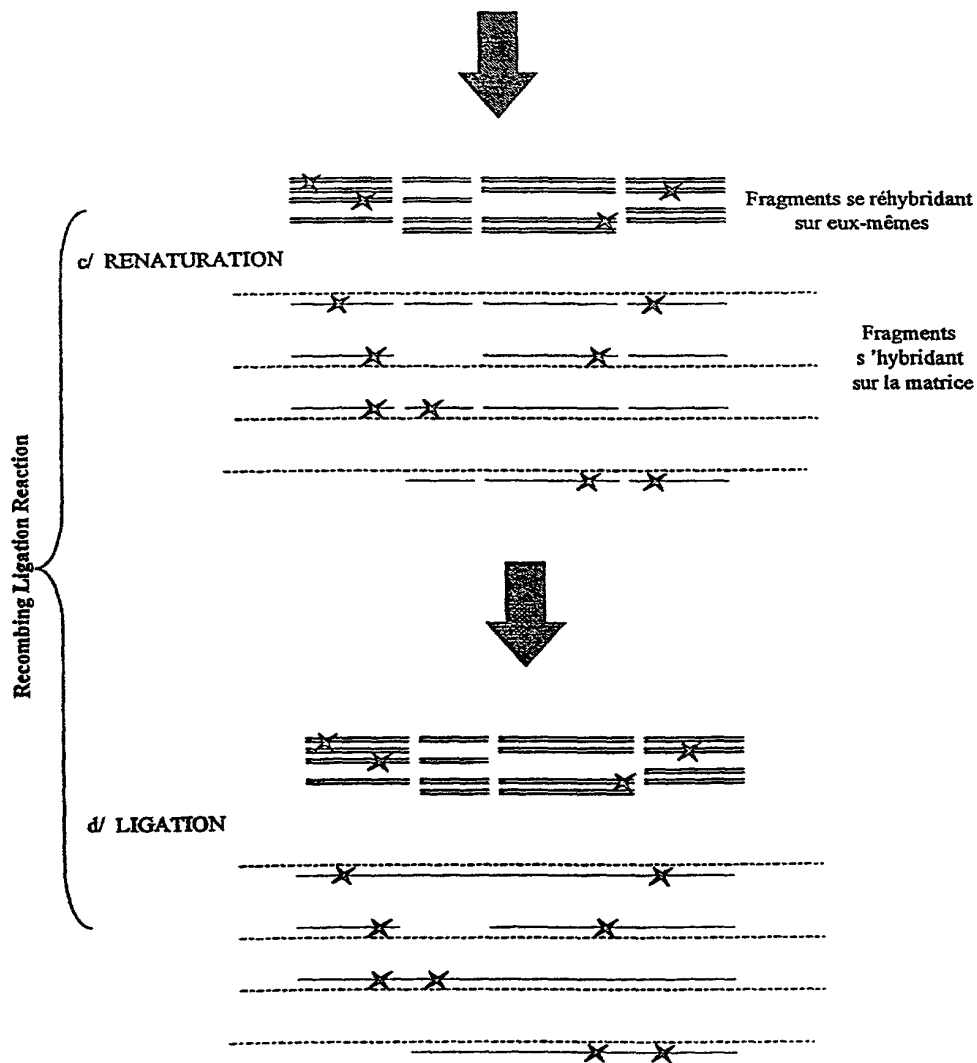 Fragments se réhybridant
sur eux-mêmes
c/ RENATURATION
Fragments
s 'hybridant
sur la matrice
Recombing Ligation Reaction
d/ LIGATION